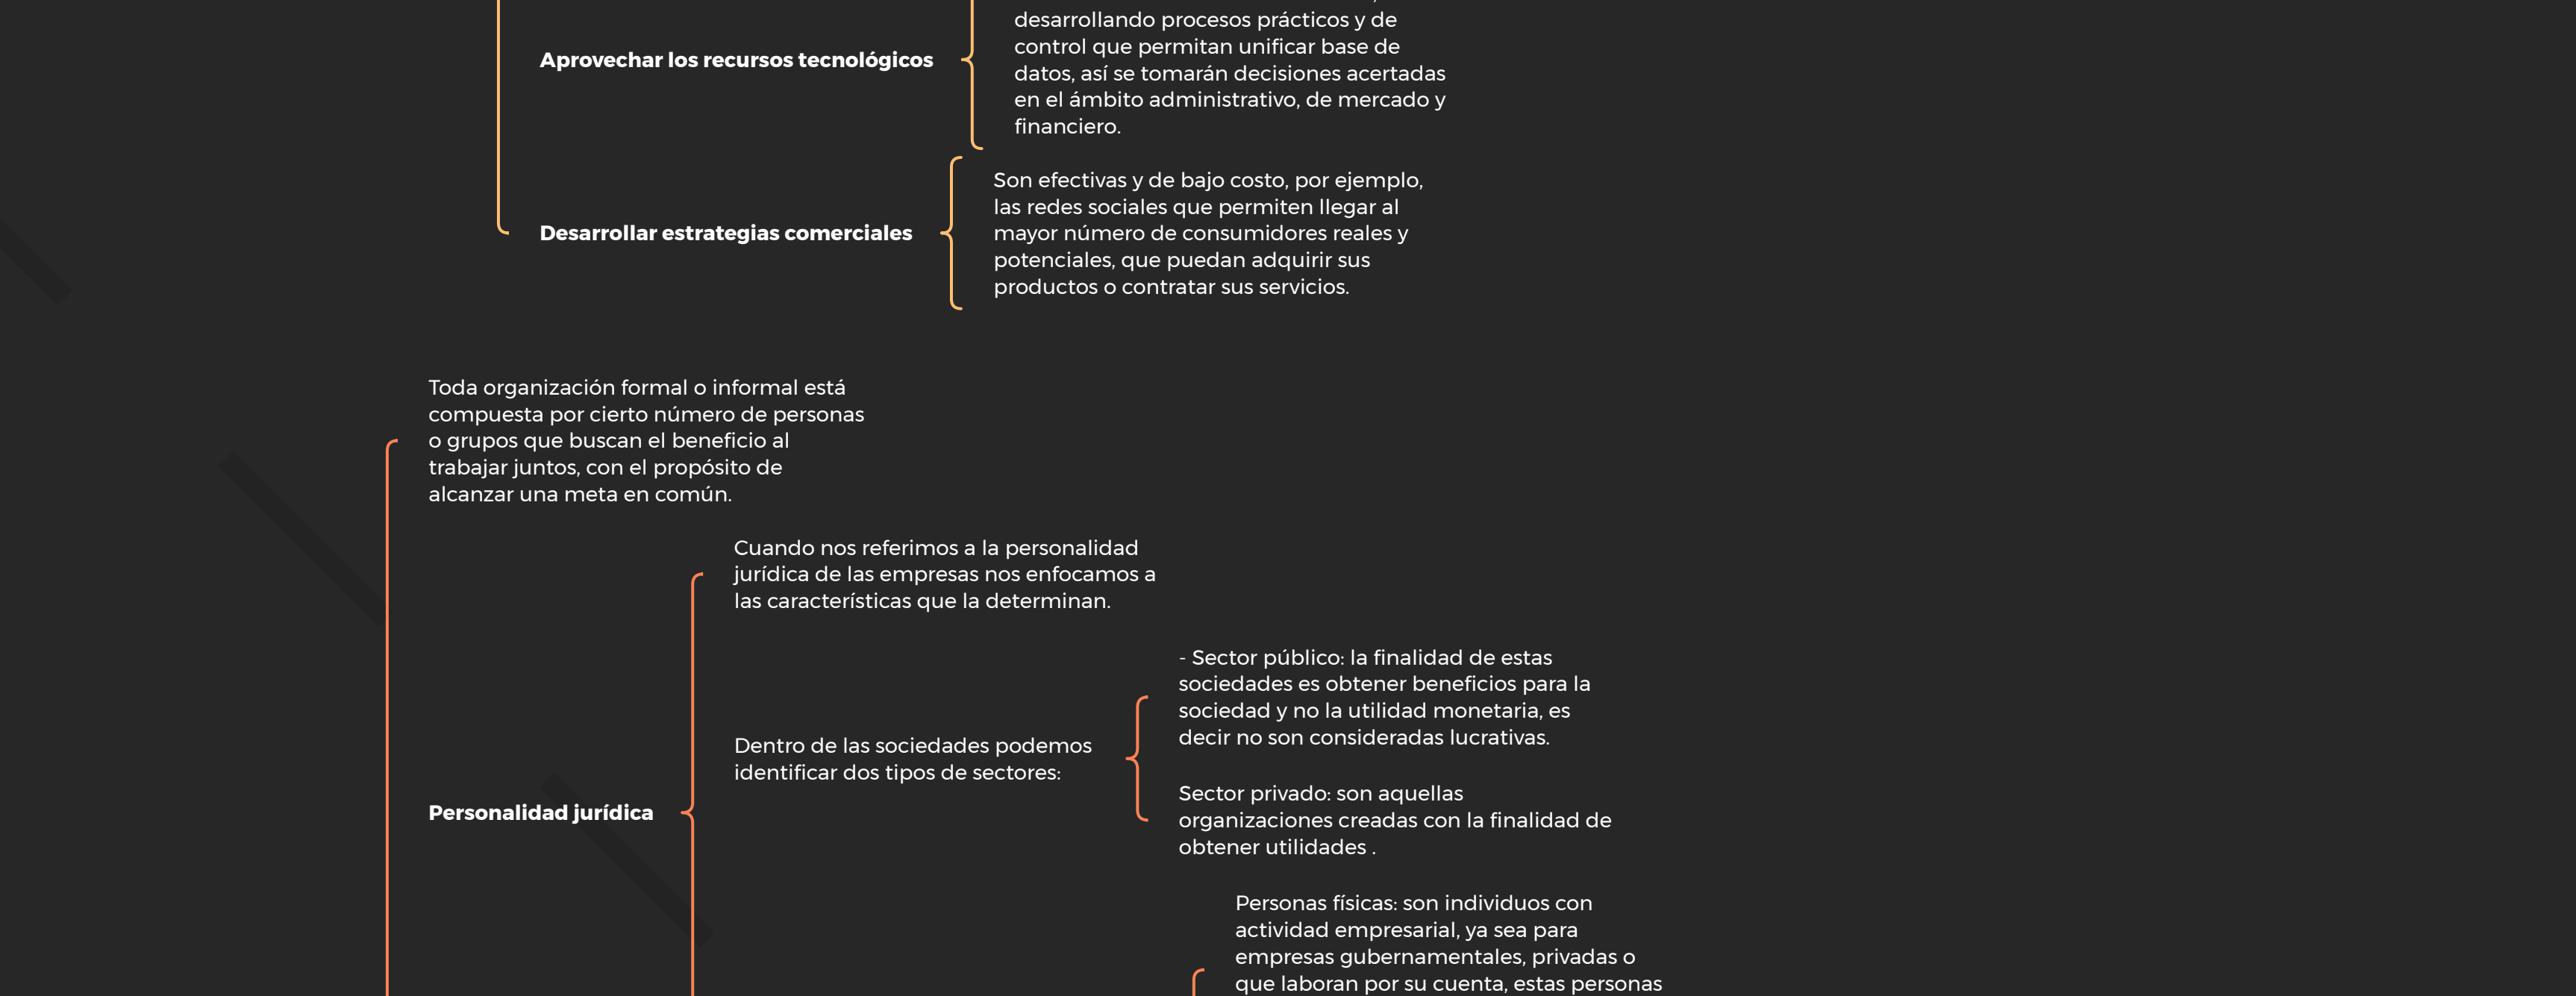 desarrollando procesos prácticos y de
control que permitan unificar base de
Aprovechar los recursos tecnológicos
datos, así se tomarán decisiones acertadas
en el ámbito administrativo, de mercado y
financiero.
Son efectivas y de bajo costo, por ejemplo,
las redes sociales que permiten llegar al
Desarrollar estrategias comerciales
mayor número de consumidores reales y
potenciales, que puedan adquirir sus
productos o contratar sus servicios.
Toda organización formal o informal está
compuesta por cierto número de personas
o grupos que buscan el beneficio al
trabajar juntos, con el propósito de
alcanzar una meta en común.
Cuando nos referimos a la personalidad
jurídica de las empresas nos enfocamos a
las características que la determinan.
- Sector público: la finalidad de estas
sociedades es obtener beneficios para la
sociedad y no la utilidad monetaria, es
decir no son consideradas lucrativas.
Dentro de las sociedades podemos
identificar dos tipos de sectores:
Sector privado: son aquellas
organizaciones creadas con la finalidad de
obtener utilidades .
Personalidad jurídica
Personas físicas: son individuos con
actividad empresarial, ya sea para
empresas gubernamentales, privadas o
que laboran por su cuenta, estas personas